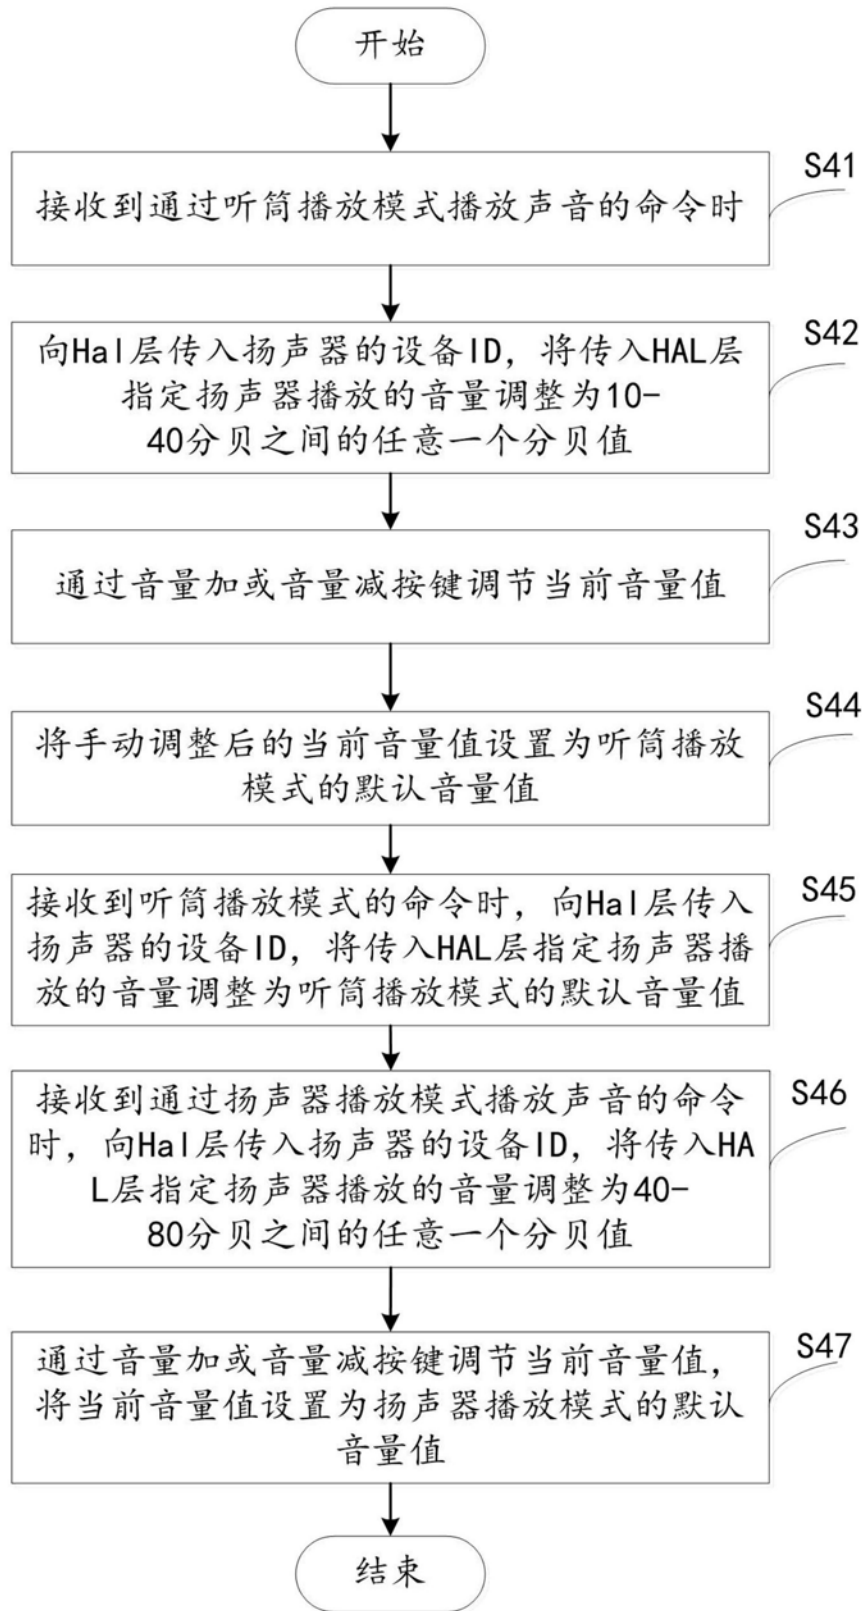 开始
S41
接收到通过听筒播放模式播放声音的命令时
S42
向Hal层传入扬声器的设备ID，将传入HAL层
指定扬声器播放的音量调整为10-
40分贝之间的任意一个分贝值
S43
通过音量加或音量减按键调节当前音量值
S44
将手动调整后的当前音量值设置为听筒播放
模式的默认音量值
S45
接收到听筒播放模式的命令时，向Hal层传入
扬声器的设备ID，将传入HAL层指定扬声器播
放的音量调整为听筒播放模式的默认音量值
S46
接收到通过扬声器播放模式播放声音的命令
时，向Hal层传入扬声器的设备ID，将传入HA
L层指定扬声器播放的音量调整为40-
80分贝之间的任意一个分贝值
S47
通过音量加或音量减按键调节当前音量值，
将当前音量值设置为扬声器播放模式的默认
音量值
结束